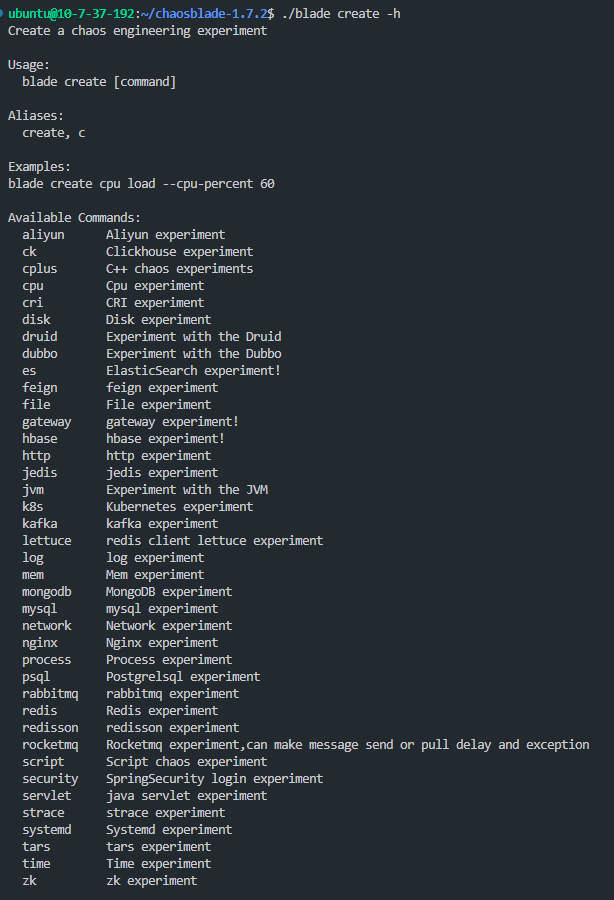 ubuntu@10-7-37-192:~/chaosblade-1.7.2$ ./blade create -h
Create a chaos engineering experiment

Usage:
  blade create [command]

Aliases:
  create, c

Examples:
blade create cpu load --cpu-percent 60

Available Commands:
  aliyun      Aliyun experiment
  ck          Clickhouse experiment
  cplus       C++ chaos experiments
  cpu         Cpu experiment
  cri         CRI experiment
  disk        Disk experiment
  druid       Experiment with the Druid
  dubbo       Experiment with the Dubbo
  es          ElasticSearch experiment!
  feign       feign experiment
  file        File experiment
  gateway     gateway experiment!
  hbase       hbase experiment!
  http        http experiment
  jedis       jedis experiment
  jvm         Experiment with the JVM
  k8s         Kubernetes experiment
  kafka       kafka experiment
  lettuce     redis client lettuce experiment
  log         log experiment
  mem         Mem experiment
  mongodb     MongoDB experiment
  mysql       mysql experiment
  network     Network experiment
  nginx       Nginx experiment
  process     Process experiment
  psql        Postgrelsql experiment
  rabbitmq    rabbitmq experiment
  redis       Redis experiment
  redisson    redisson experiment
  rocketmq    Rocketmq experiment,can make message send or pull delay and exception
  script      Script chaos experiment
  security    SpringSecurity login experiment
  servlet     java servlet experiment
  strace      strace experiment
  systemd     Systemd experiment
  tars        tars experiment
  time        Time experiment
  zk          zk experiment